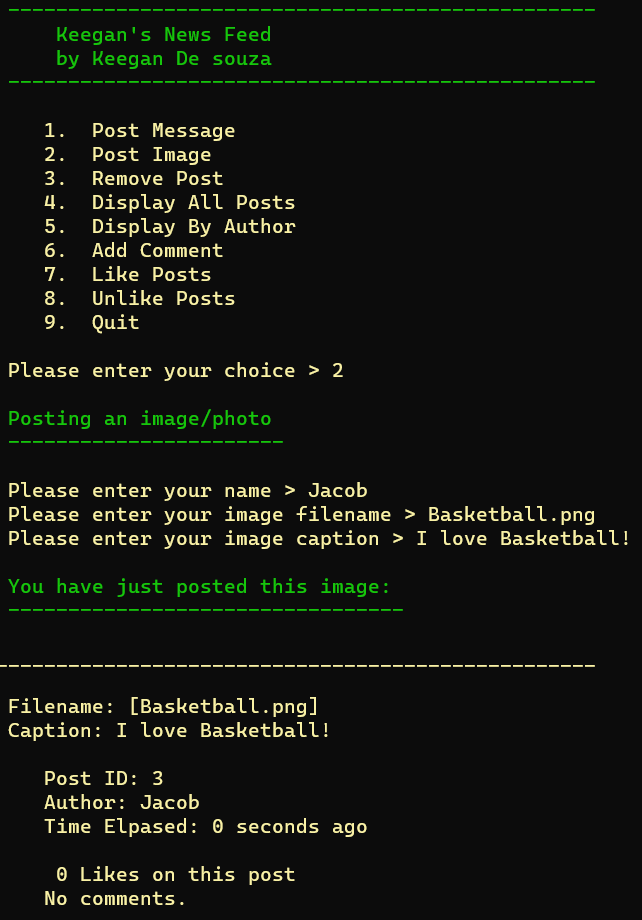 -------------------------------------------------
Keegan's News Feed
by Keegan De souza
-------------------------------------------------
1. Post Message
2. Post Image
3. Remove Post
4. Display All Posts
5. Display By Author
6. Add Comment
7. Like Posts
8. Unlike Posts
9. Quit
Please enter your choice > 2
Posting an image/photo
-----------------------
Please enter your name > Jacob
Please enter your image filename > Basketball.png
Please enter your image caption > I love Basketball!
You have just posted this image:
---------------------------------
--------------------------------------------------
Filename: [Basketball.png]
Caption: I love Basketball!
Post ID: 3
Author: Jacob
Time Elpased: 0 seconds ago
0 Likes on this post
No comments.